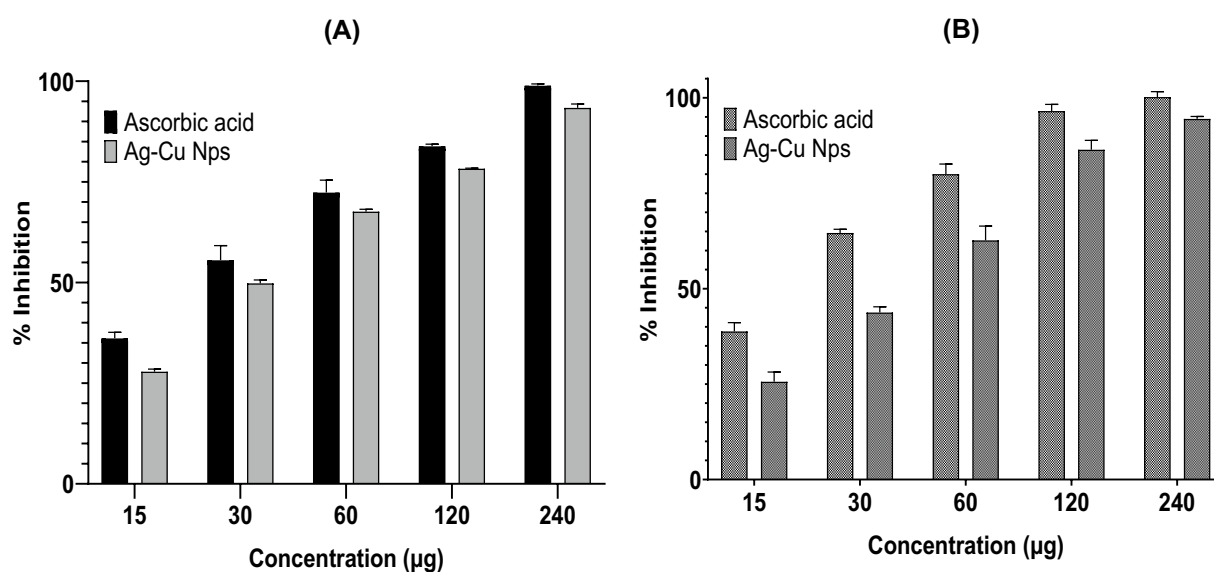 (A)
% Inhibition
100
50
0
Ascorbic acid
Ag-Cu Nps
15 30 60 120 240
Concentration (µg)
(B)
% Inhibition
100
50
0
Ascorbic acid
Ag-Cu Nps
15 30 60 120 240
Concentration (µg)